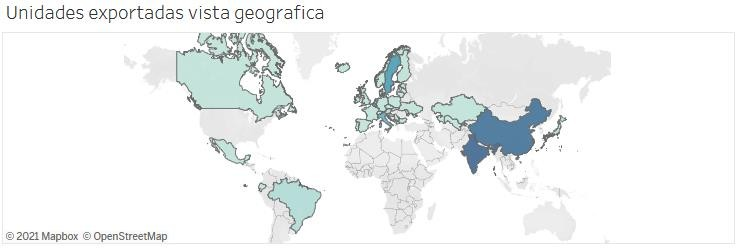 Unidades exportadas vista geografica
© 2021 Mapbox © OpenStreetMap